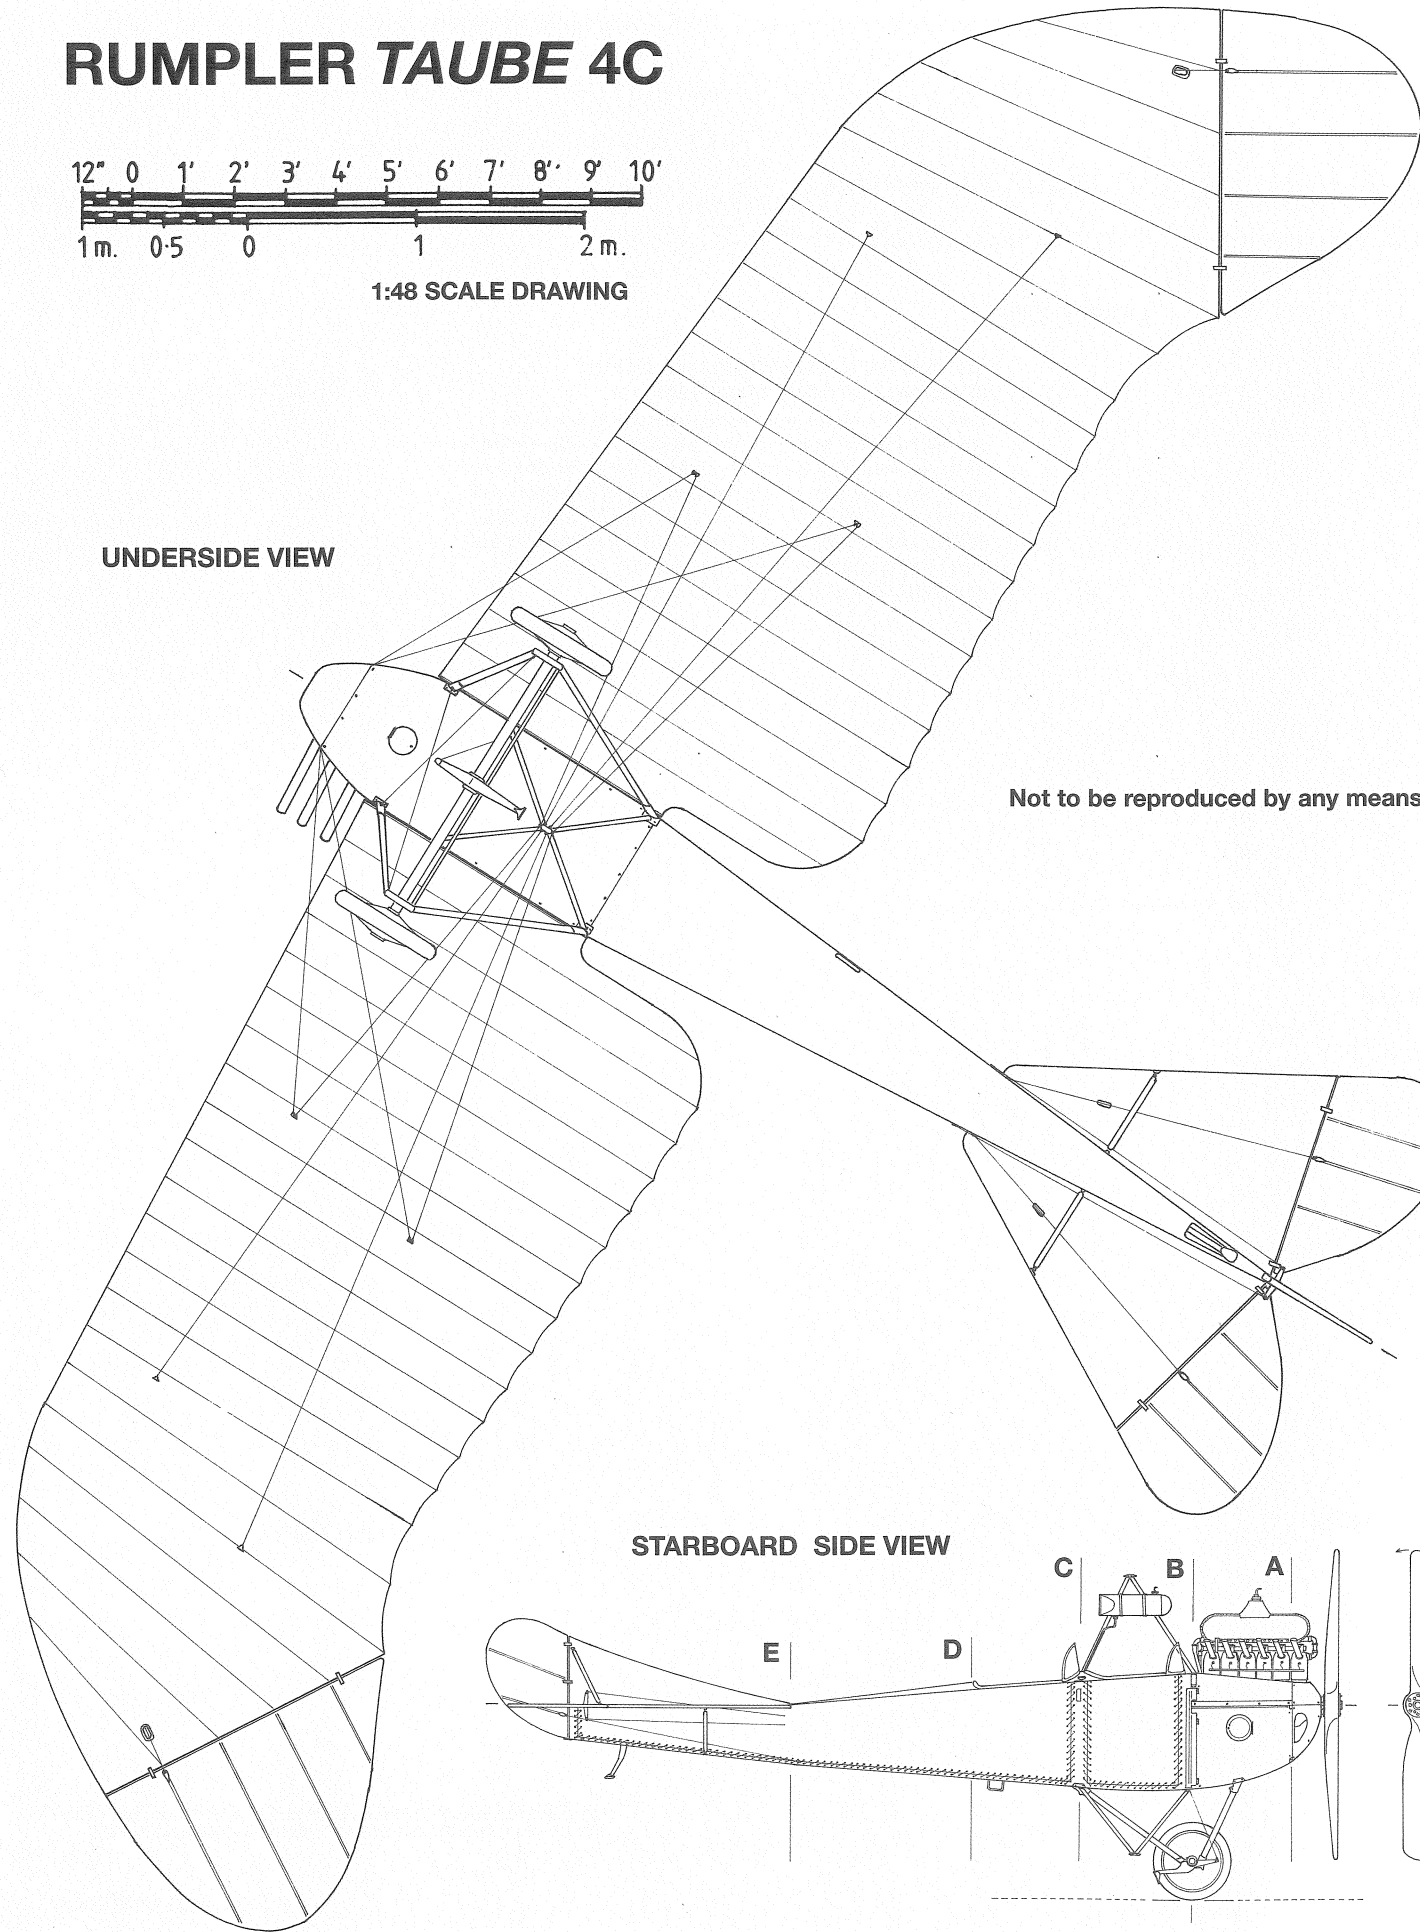 RUMPLER TAUBE 4C
12" 0 1' 2' 3' 4' 5' 6' 7' 8' 9' 10'
1 m. 0·5 0 1 2 m.
1:48 SCALE DRAWING
UNDERSIDE VIEW
Not to be reproduced by any means
STARBOARD SIDE VIEW
C B A
E D